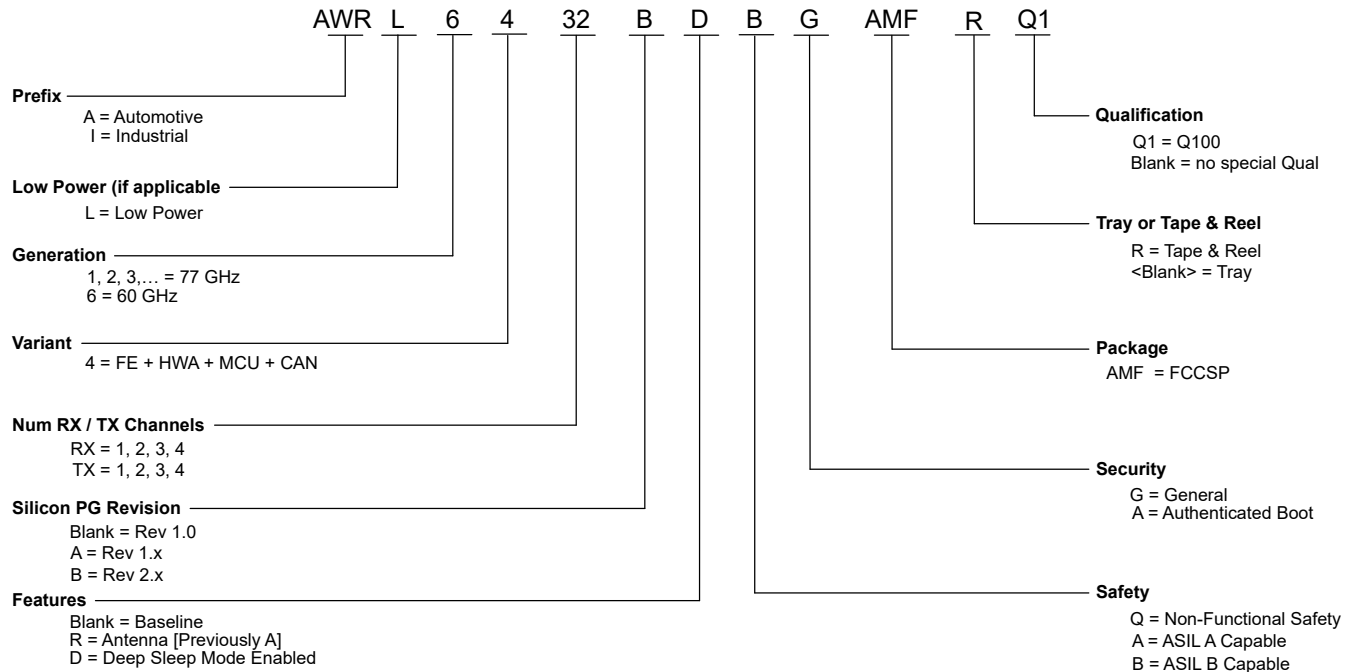 AWR L 6 4 32 B D B G AMF R Q1
Prefix
A = Automotive
I = Industrial
Low Power (if applicable
L = Low Power
Generation
1, 2, 3,... = 77 GHz
6 = 60 GHz
Variant
4 = FE + HWA + MCU + CAN
Num RX / TX Channels
RX = 1, 2, 3, 4
TX = 1, 2, 3, 4
Silicon PG Revision
Blank = Rev 1.0
A = Rev 1.x
B = Rev 2.x
Features
Blank = Baseline
R = Antenna [Previously A]
D = Deep Sleep Mode Enabled
Qualification
Q1 = Q100
Blank = no special Qual
Tray or Tape & Reel
R = Tape & Reel
<Blank> = Tray
Package
AMF = FCCSP
Security
G = General
A = Authenticated Boot
Safety
Q = Non-Functional Safety
A = ASIL A Capable
B = ASIL B Capable